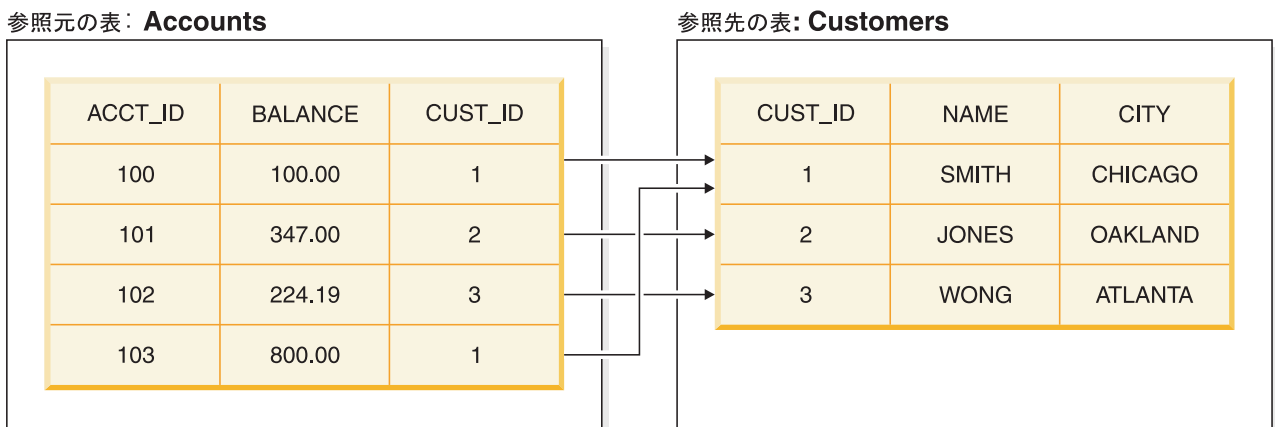 参照元の表: Accounts
ACCT_ID BALANCE CUST_ID
100 100.00 1
101 347.00 2
102 224.19 3
103 800.00 1
参照先の表: Customers
CUST_ID NAME CITY
1 SMITH CHICAGO
2 JONES OAKLAND
3 WONG ATLANTA